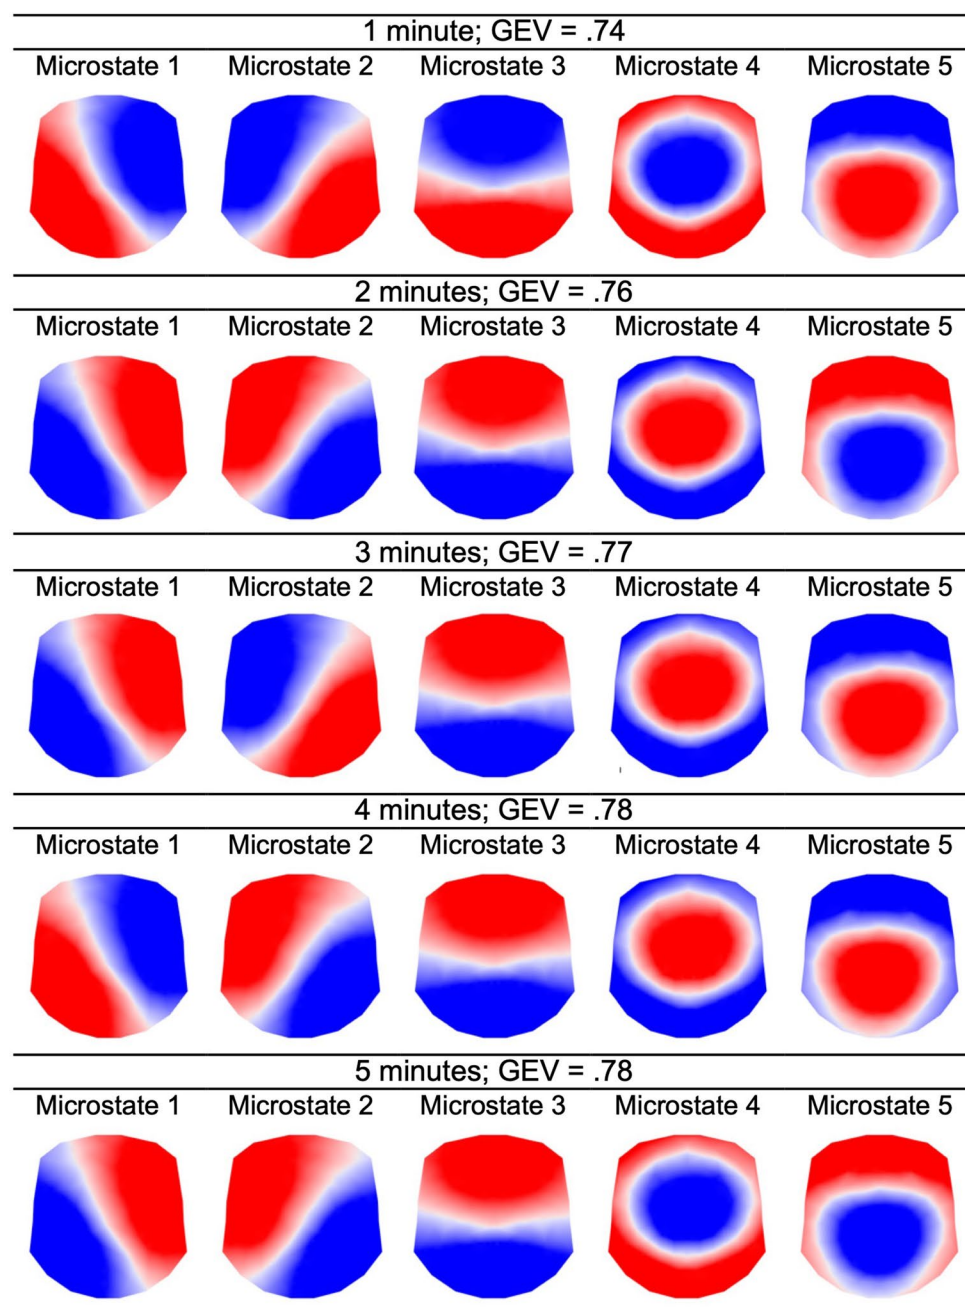 1 minute; GEV = .74
Microstate 1 Microstate 2 Microstate 3 Microstate 4 Microstate 5
2 minutes; GEV = .76
Microstate 1 Microstate 2 Microstate 3 Microstate 4 Microstate 5
3 minutes; GEV = .77
Microstate 1 Microstate 2 Microstate 3 Microstate 4 Microstate 5
4 minutes; GEV = .78
Microstate 1 Microstate 2 Microstate 3 Microstate 4 Microstate 5
5 minutes; GEV = .78
Microstate 1 Microstate 2 Microstate 3 Microstate 4 Microstate 5